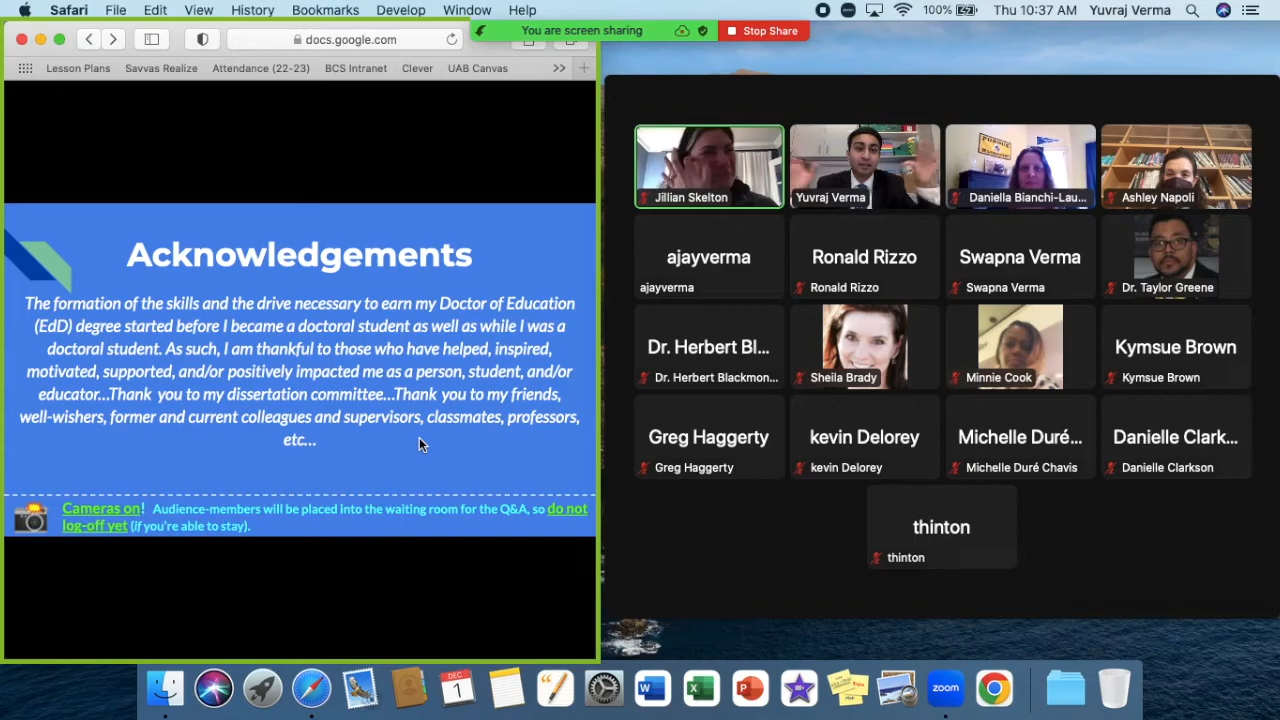 Safari File Edit View History Bookmarks Develop Window Help 100% Thu 10:37 AM Yuvraj Verma
You are screen sharing Stop Share
docs.google.com
Lesson Plans Savvas Realize Attendance (22-23) BCS Intranet Clever UAB Canvas >> +
Acknowledgements
The formation of the skills and the drive necessary to earn my Doctor of Education
(EdD) degree started before I became a doctoral student as well as while I was a
doctoral student. As such, I am thankful to those who have helped, inspired,
motivated, supported, and/or positively impacted me as a person, student, and/or
educator...Thank you to my dissertation committee...Thank you to my friends,
well-wishers, former and current colleagues and supervisors, classmates, professors,
etc...
Cameras on! Audience-members will be placed into the waiting room for the Q&A, so do not
log-off yet (if you're able to stay).
Jillian Skelton
Yuvraj Verma
Daniella Bianchi-Lau...
Ashley Napoli
ajayverma
ajayverma
Ronald Rizzo
Ronald Rizzo
Swapna Verma
Swapna Verma
Dr. Taylor Greene
Dr. Herbert Bl...
Dr. Herbert Blackmon...
Sheila Brady
Minnie Cook
Kymsue Brown
Kymsue Brown
Greg Haggerty
Greg Haggerty
kevin Delorey
kevin Delorey
Michelle Duré...
Michelle Duré Chavis
Danielle Clark...
Danielle Clarkson
thinton
thinton
DEC
1
zoom